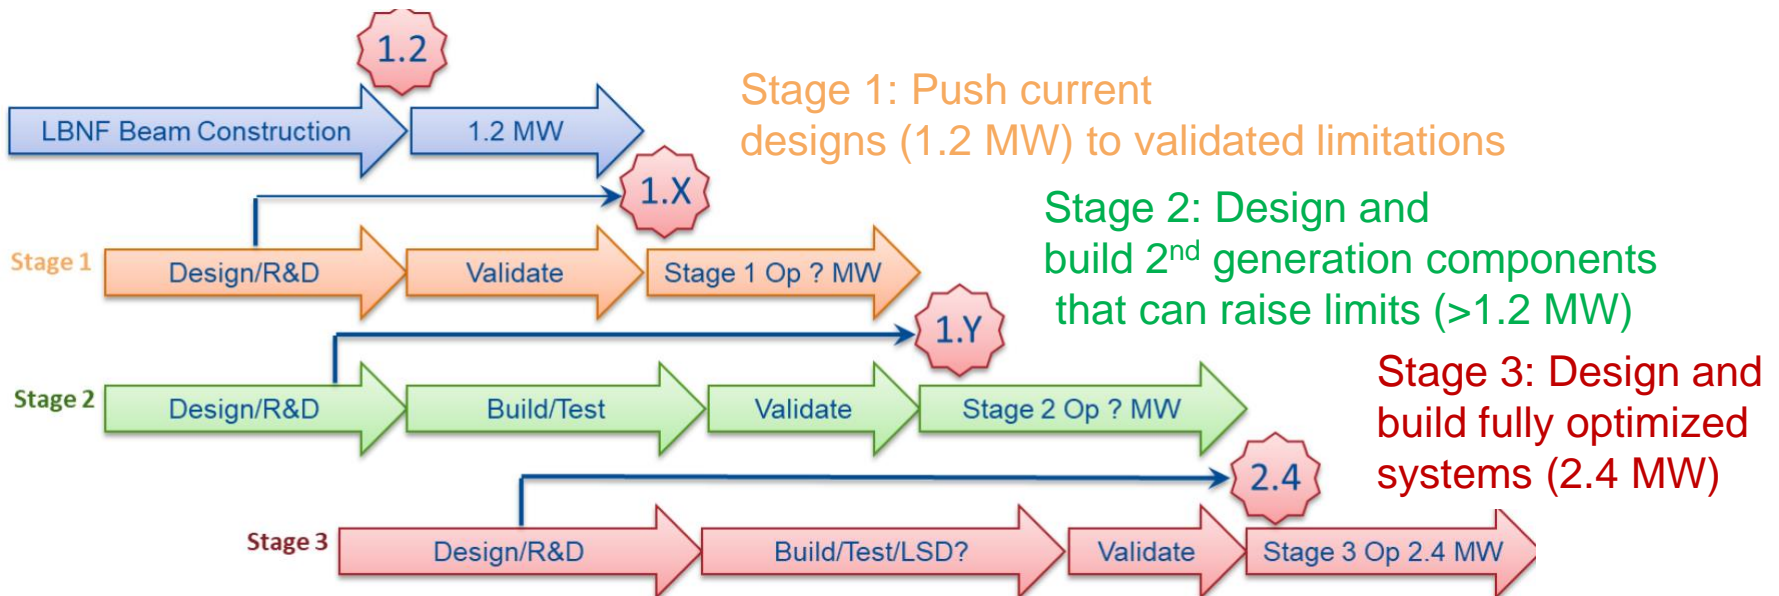 1.2
LBNF Beam Construction
1.2 MW
Stage 1: Push current
designs (1.2 MW) to validated limitations
1.X
Stage 1
Design/R&D
Validate
Stage 1 Op ? MW
Stage 2: Design and
build 2nd generation components
that can raise limits (>1.2 MW)
1.Y
Stage 2
Design/R&D
Build/Test
Validate
Stage 2 Op ? MW
Stage 3: Design and
build fully optimized
systems (2.4 MW)
2.4
Stage 3
Design/R&D
Build/Test/LSD?
Validate
Stage 3 Op 2.4 MW